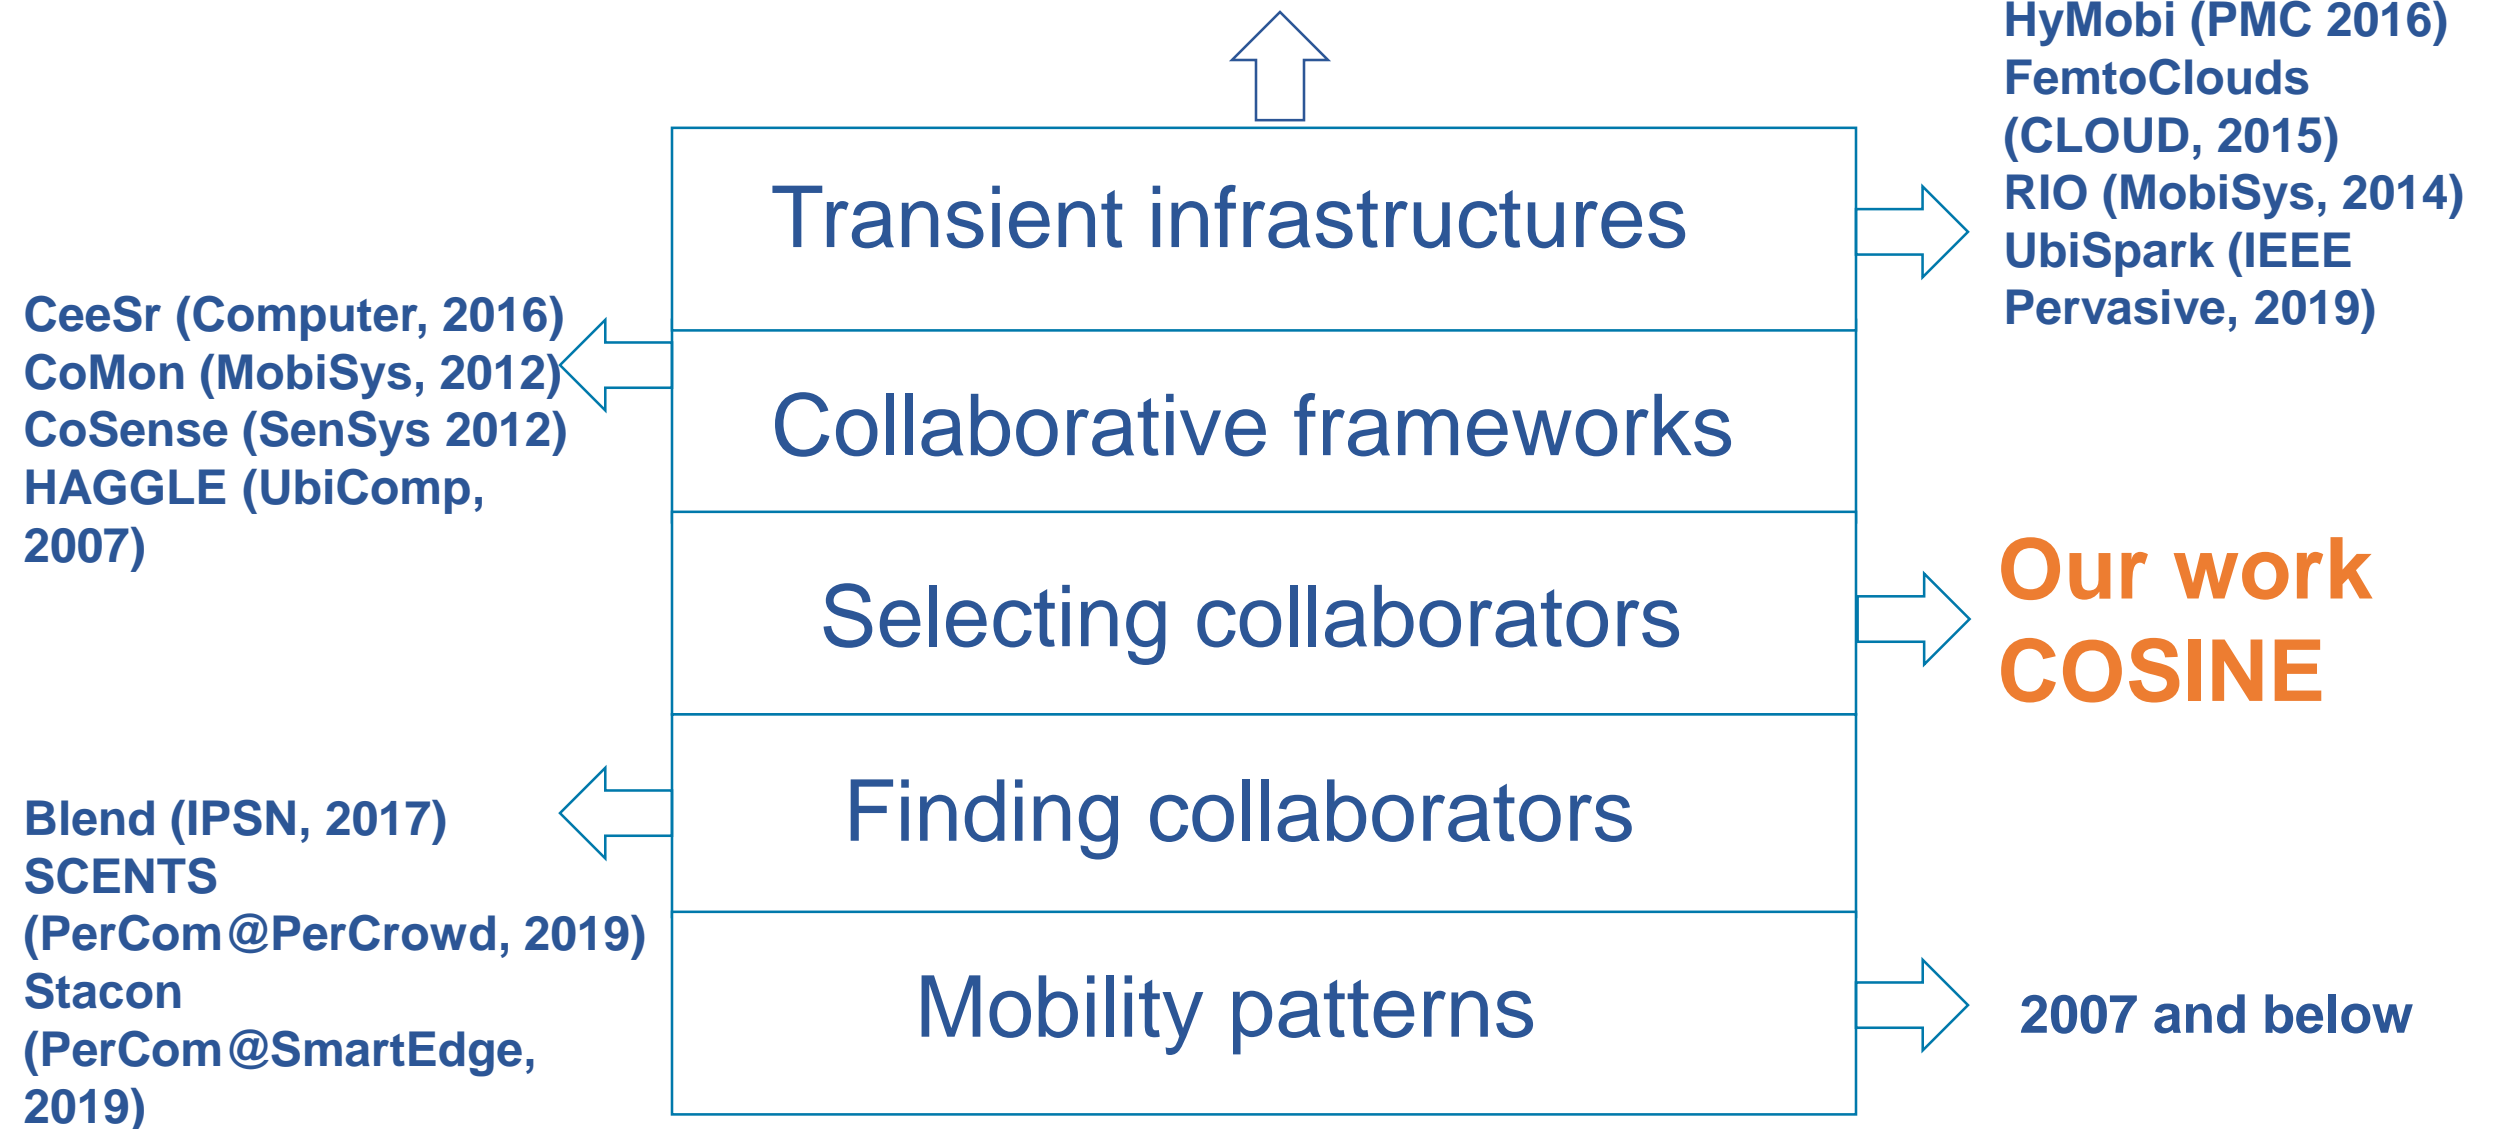 HyMobi (PMC 2016)
FemtoClouds
(CLOUD, 2015)
RIO (MobiSys, 2014)
UbiSpark (IEEE
Pervasive, 2019)
Transient infrastructures
CeeSr (Computer, 2016)
CoMon (MobiSys, 2012)
CoSense (SenSys 2012)
HAGGLE (UbiComp,
2007)
Collaborative frameworks
Selecting collaborators
Our work
COSINE
Finding collaborators
Blend (IPSN, 2017)
SCENTS
(PerCom@PerCrowd, 2019)
Stacon
(PerCom@SmartEdge,
2019)
Mobility patterns
2007 and below